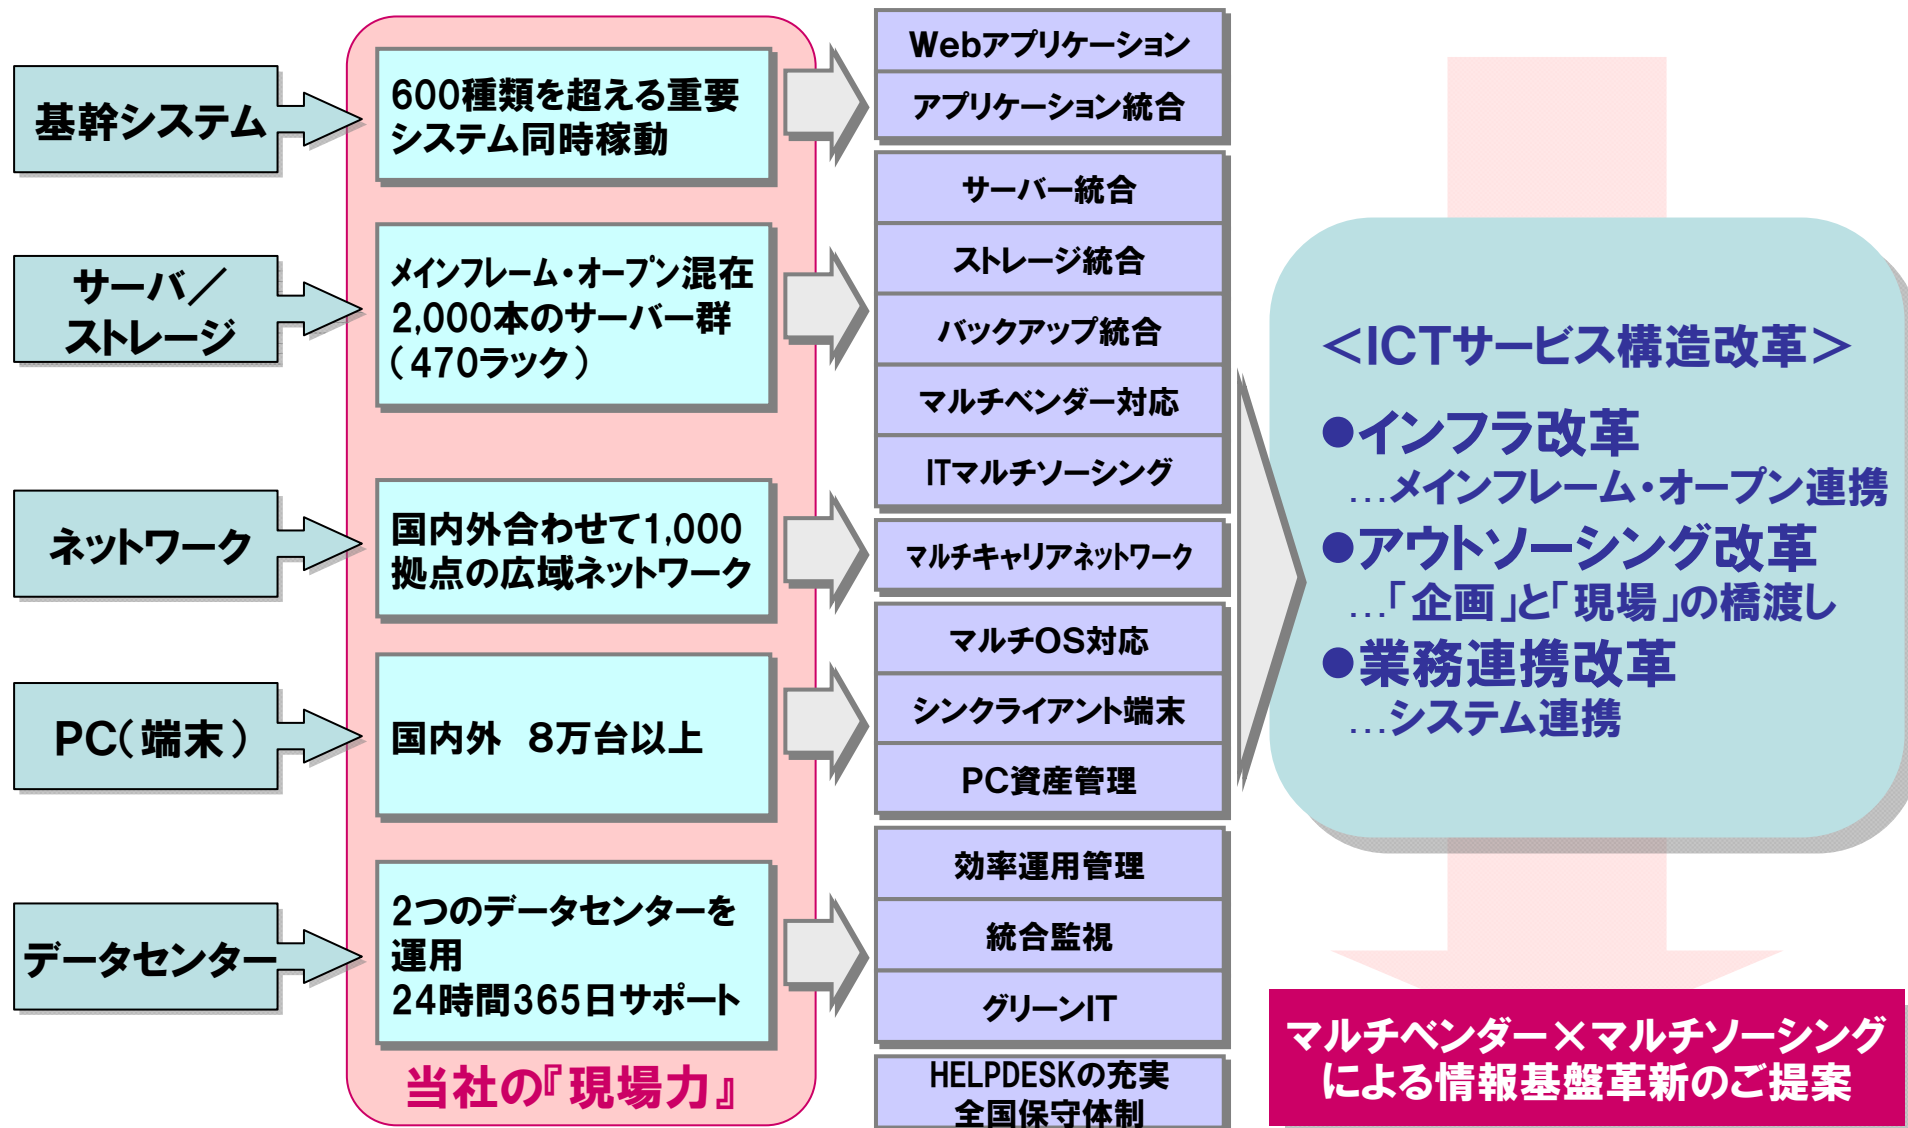 基幹システム
サーバ／
ストレージ
ネットワーク
PC（端末）
データセンター
600種類を超える重要
システム同時稼動
メインフレーム・オープン混在
2,000本のサーバー群
（470ラック）
国内外合わせて1,000
拠点の広域ネットワーク
国内外　8万台以上
2つのデータセンターを
運用
24時間365日サポート
当社の『現場力』
Webアプリケーション
アプリケーション統合
サーバー統合
ストレージ統合
バックアップ統合
マルチベンダー対応
ITマルチソーシング
マルチキャリアネットワーク
マルチOS対応
シンクライアント端末
PC資産管理
効率運用管理
統合監視
グリーンIT
HELPDESKの充実
全国保守体制
＜ICTサービス構造改革＞
●インフラ改革
…メインフレーム・オープン連携
●アウトソーシング改革
…「企画」と「現場」の橋渡し
●業務連携改革
…システム連携
マルチベンダー×マルチソーシング
による情報基盤革新のご提案